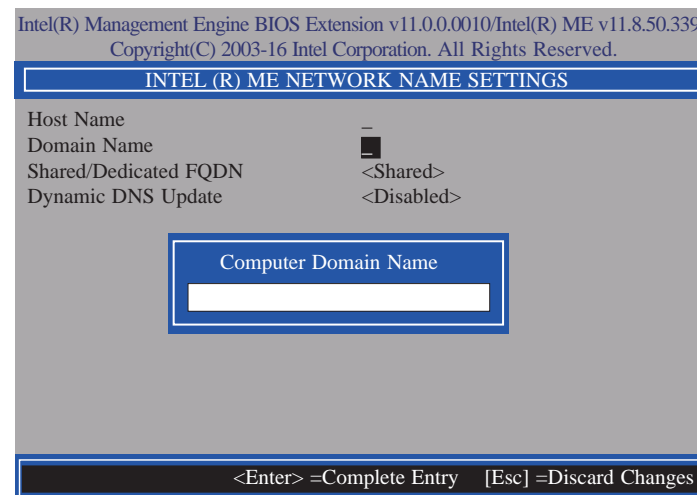 Intel(R) Management Engine BIOS Extension v11.0.0.0010/Intel(R) ME v11.8.50.339
Copyright(C) 2003-16 Intel Corporation. All Rights Reserved.
INTEL (R) ME NETWORK NAME SETTINGS
Host Name _
Domain Name _
Shared/Dedicated FQDN <Shared>
Dynamic DNS Update <Disabled>
Computer Domain Name
<Enter> =Complete Entry [Esc] =Discard Changes